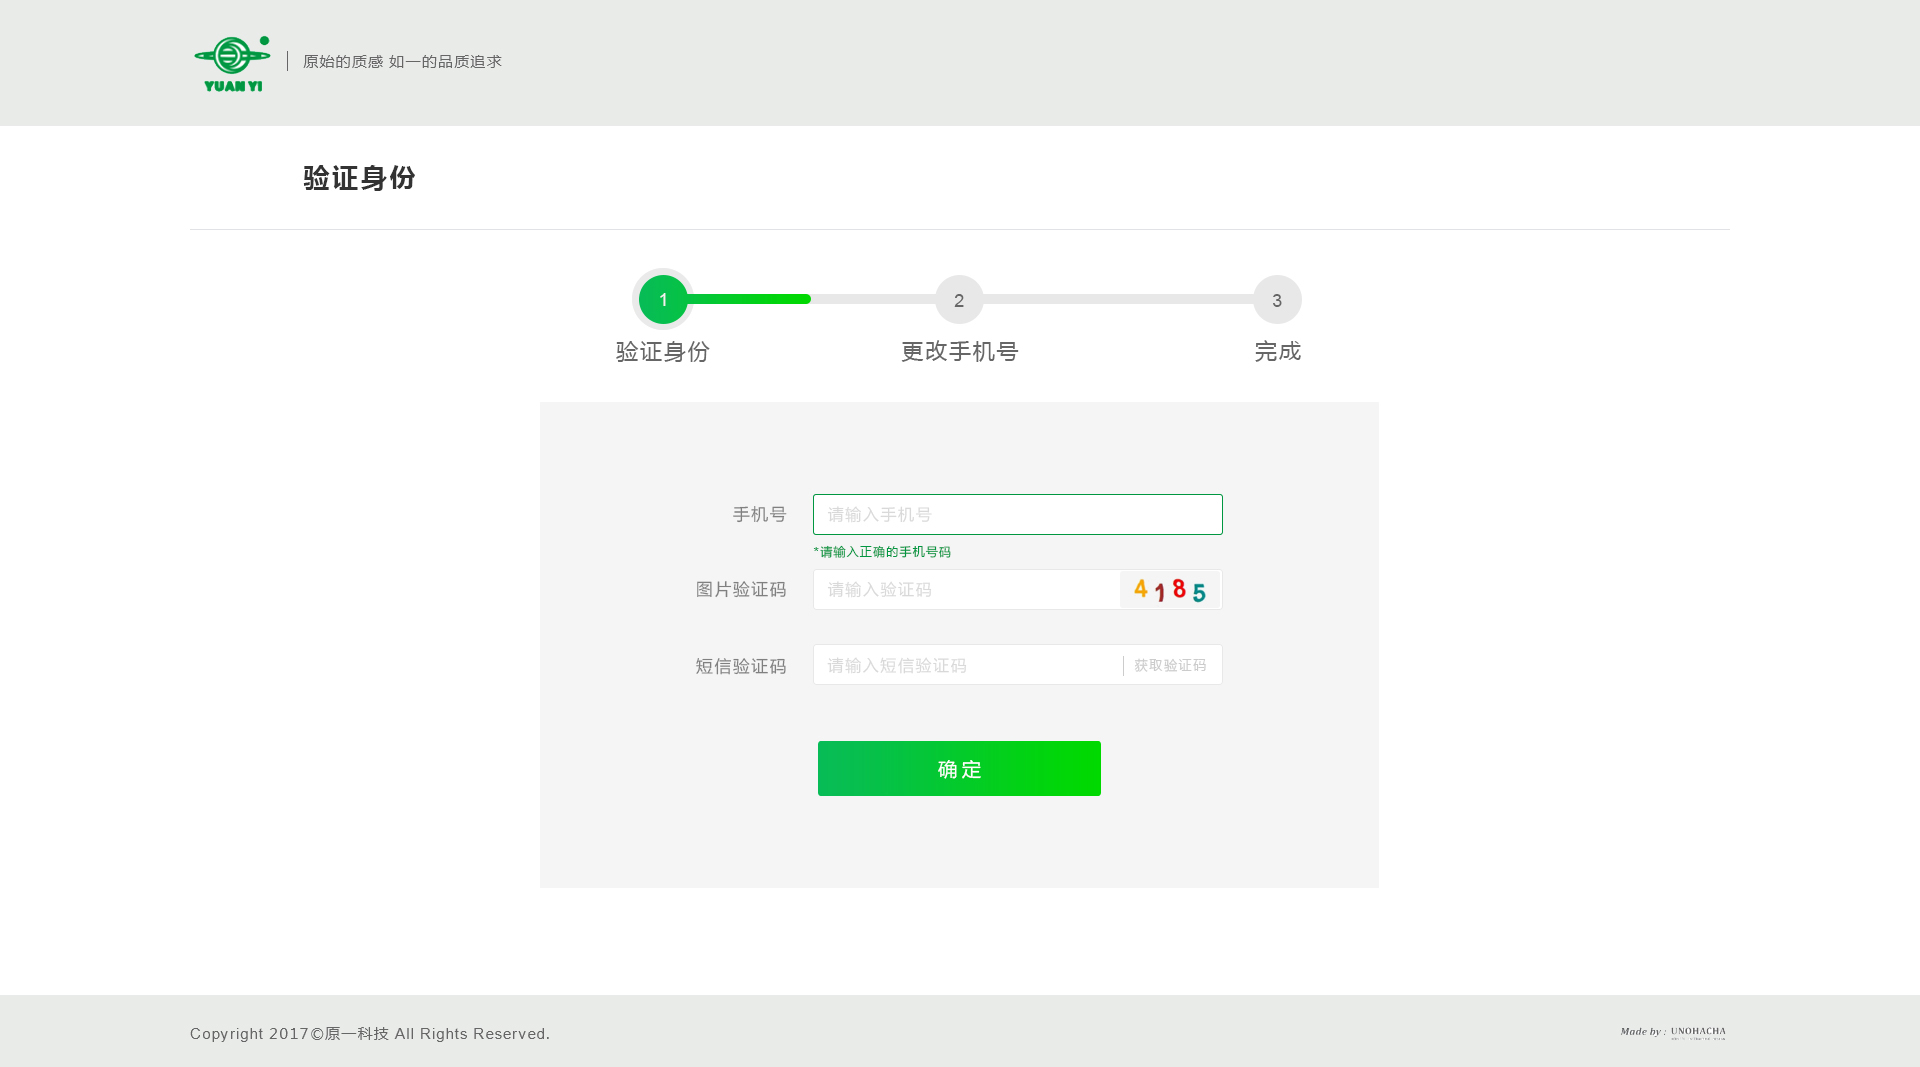 YUAN YI
原始的质感 如一的品质追求
验证身份
1
2
3
验证身份
更改手机号
完成
手机号
请输入手机号
*请输入正确的手机号码
图片验证码
请输入验证码
4185
短信验证码
请输入短信验证码
获取验证码
确定
Copyright 2017©原一科技 All Rights Reserved.
Made by : UNOHACHA